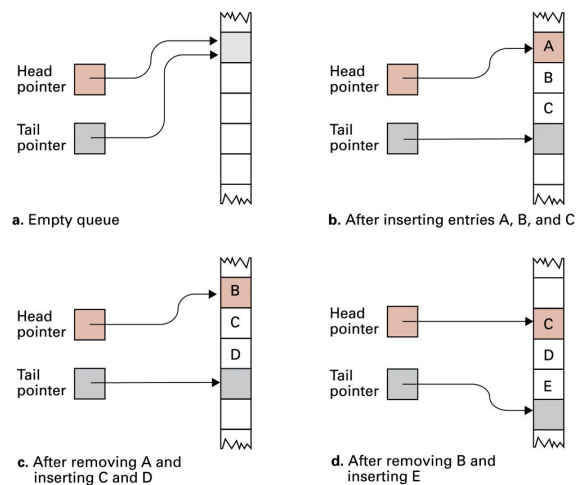 Head
pointer
Tail
pointer
a. Empty queue
Head
pointer
Tail
pointer
A
B
C
b. After inserting entries A, B, and C
Head
pointer
Tail
pointer
B
C
D
c. After removing A and
inserting C and D
Head
pointer
Tail
pointer
C
D
E
d. After removing B and
inserting E